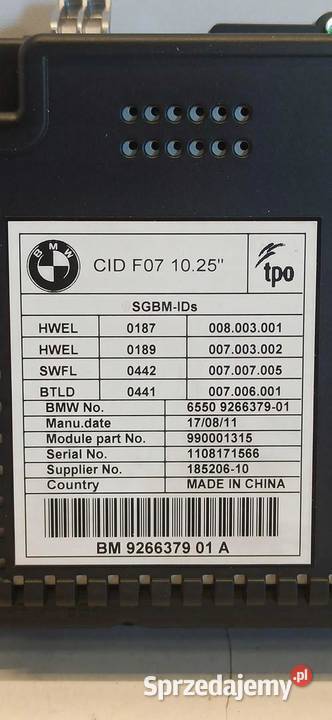 BMW
CID F07 10.25"
tpo
SGBM-IDs
HWEL 0187 008.003.001
HWEL 0189 007.003.002
SWFL 0442 007.007.005
BTLD 0441 007.006.001
BMW No. 6550 9266379-01
Manu.date 17/08/11
Module part No. 990001315
Serial No. 1108171566
Supplier No. 185206-10
Country MADE IN CHINA
BM 9266379 01 A
Sprzedajemy.pl